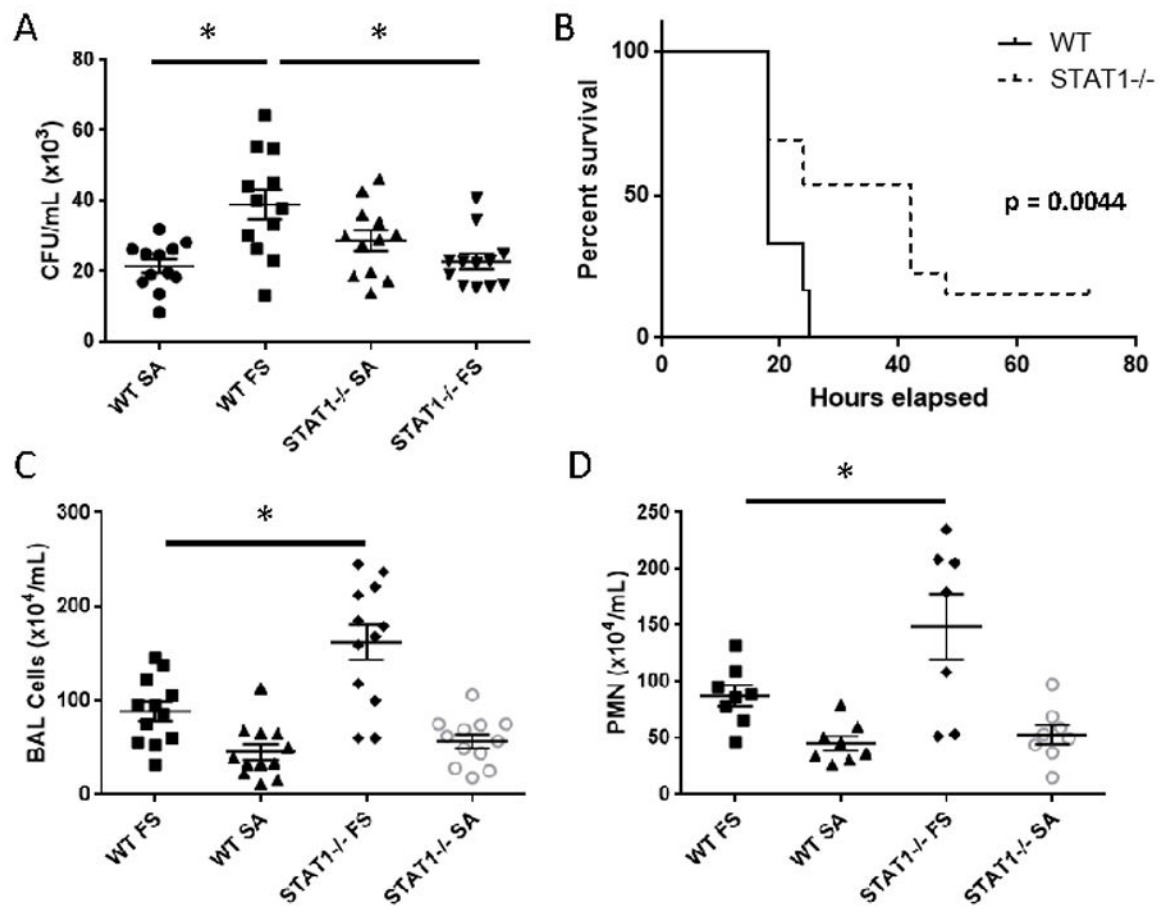 A
*
*
80
60
40
20
0
CFU/mL (x10³)
WT SA
WT FS
STAT1-/- SA
STAT1-/- FS
B
100
50
0
Percent survival
WT
STAT1-/-
p = 0.0044
0
20
40
60
80
Hours elapsed
C
*
300
200
100
0
BAL Cells (x10⁴/mL)
WT FS
WT SA
STAT1-/- FS
STAT1-/- SA
D
*
250
200
150
100
50
0
PMN (x10⁴/mL)
WT FS
WT SA
STAT1-/- FS
STAT1-/- SA